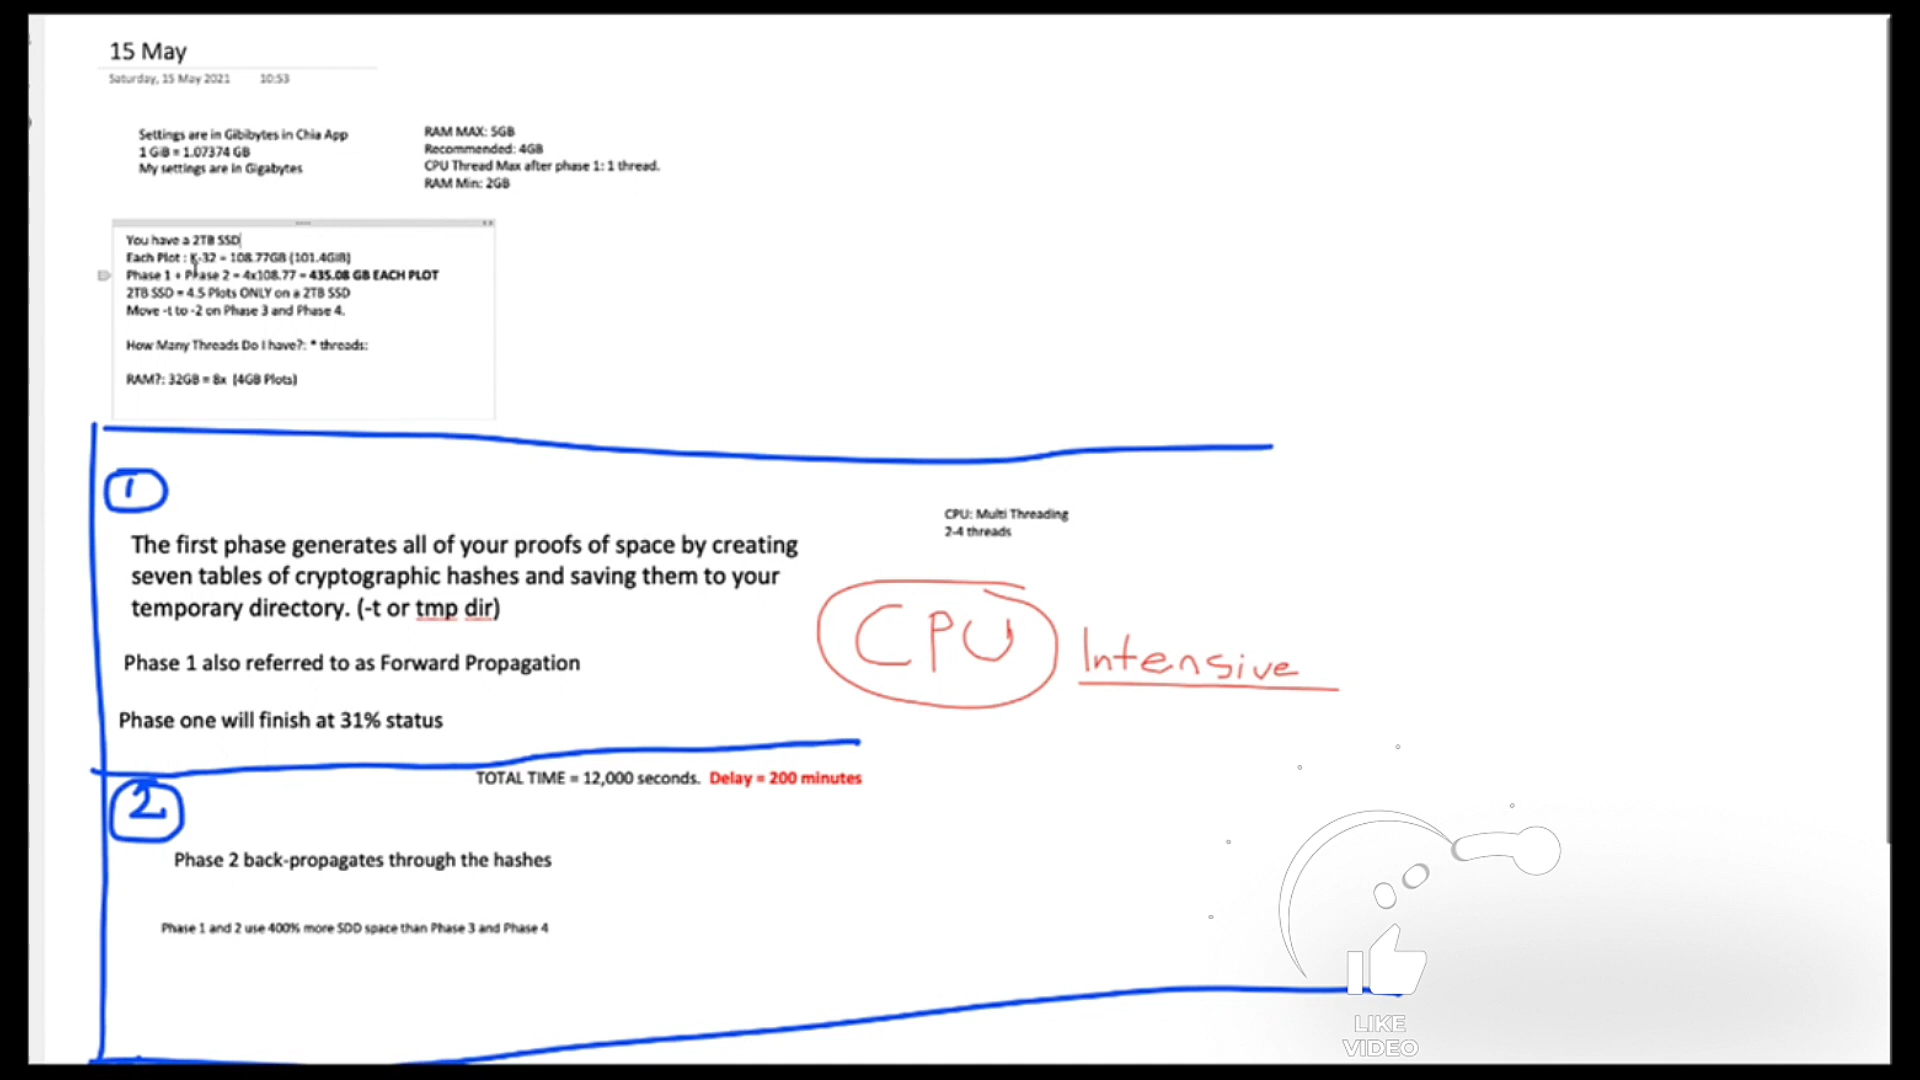 15 May
Saturday, 15 May 2021 10:53
Settings are in Gibibytes in Chia App
1 GiB = 1.07374 GB
My settings are in Gigabytes
RAM MAX: 5GB
Recommended: 4GB
CPU Thread Max after phase 1: 1 thread.
RAM Min: 2GB
You have a 2TB SSD
Each Plot : K-32 = 108.77GB (101.4GiB)
Phase 1 + Phase 2 = 4x108.77 = 435.08 GB EACH PLOT
2TB SSD = 4.5 Plots ONLY on a 2TB SSD
Move -t to -2 on Phase 3 and Phase 4.
How Many Threads Do I have?: * threads:
RAM?: 32GB = 8x (4GB Plots)
1
CPU: Multi Threading
2-4 threads
The first phase generates all of your proofs of space by creating
seven tables of cryptographic hashes and saving them to your
temporary directory. (-t or tmp dir)
CPU Intensive
Phase 1 also referred to as Forward Propagation
Phase one will finish at 31% status
TOTAL TIME = 12,000 seconds. Delay = 200 minutes
2
Phase 2 back-propagates through the hashes
Phase 1 and 2 use 400% more SDD space than Phase 3 and Phase 4
LIKE
VIDEO